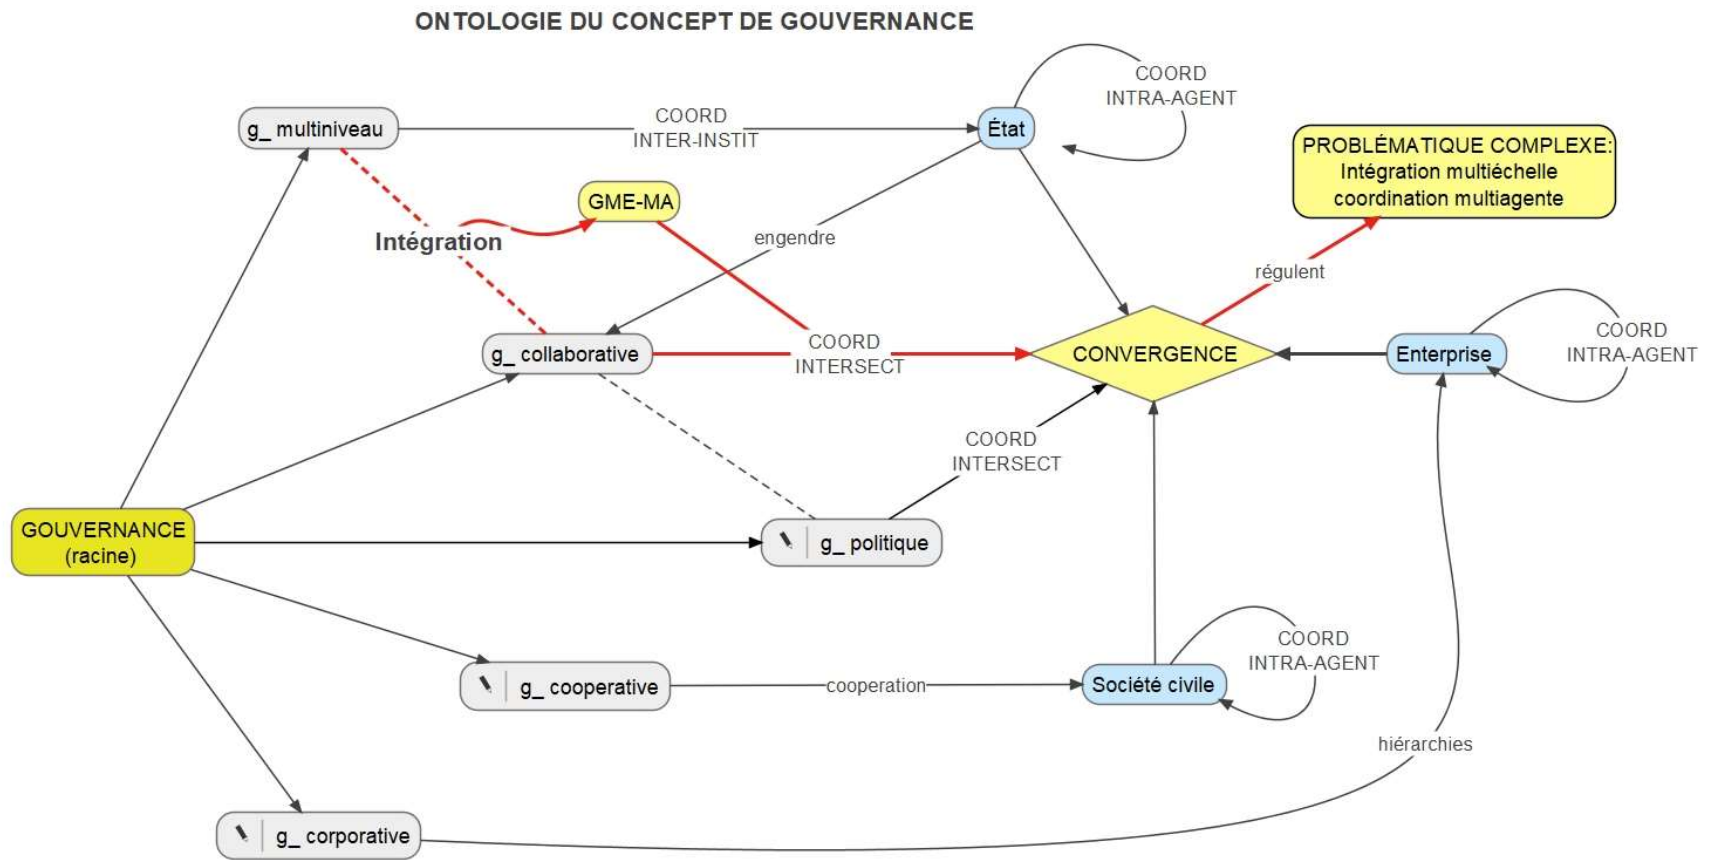 ONTOLOGIE DU CONCEPT DE GOUVERNANCE
COORD
INTRA-AGENT
g_ multiniveau
COORD
INTER-INSTIT
État
PROBLÉMATIQUE COMPLEXE:
Intégration multiéchelle
coordination multiagente
GME-MA
Intégration
engendre
régulent
COORD
INTRA-AGENT
g_ collaborative
COORD
INTERSECT
CONVERGENCE
Enterprise
COORD
INTERSECT
GOUVERNANCE
(racine)
g_ politique
COORD
INTRA-AGENT
g_ cooperative
cooperation
Société civile
hiérarchies
g_ corporative